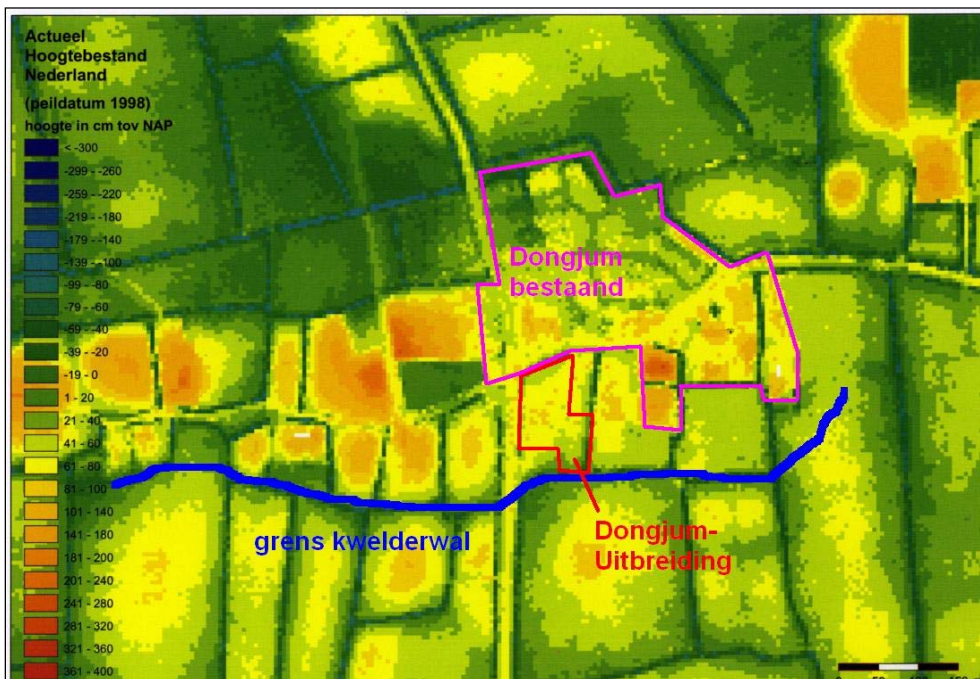 Actueel
Hoogtebestand
Nederland
(peildatum 1998)
hoogte in cm tov NAP
< -300
-299 - -260
-259 - -220
-219 - -180
-179 - -140
-139 - -100
-99 - -80
-79 - -60
-59 - -40
-39 - -20
-19 - 0
1 - 20
21 - 40
41 - 60
61 - 80
81 - 100
101 - 140
141 - 180
181 - 200
201 - 240
241 - 280
261 - 320
321 - 360
361 - 400
Dongjum
bestaand
grens kwelderwal
Dongjum-
Uitbreiding